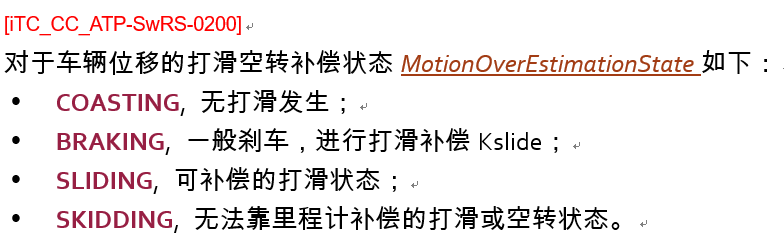 [iTC_CC_ATP-SwRS-0200]
对于车辆位移的打滑空转补偿状态 MotionOverEstimationState 如下：
• COASTING, 无打滑发生；
• BRAKING, 一般刹车，进行打滑补偿 Kslide；
• SLIDING, 可补偿的打滑状态；
• SKIDDING, 无法靠里程计补偿的打滑或空转状态。